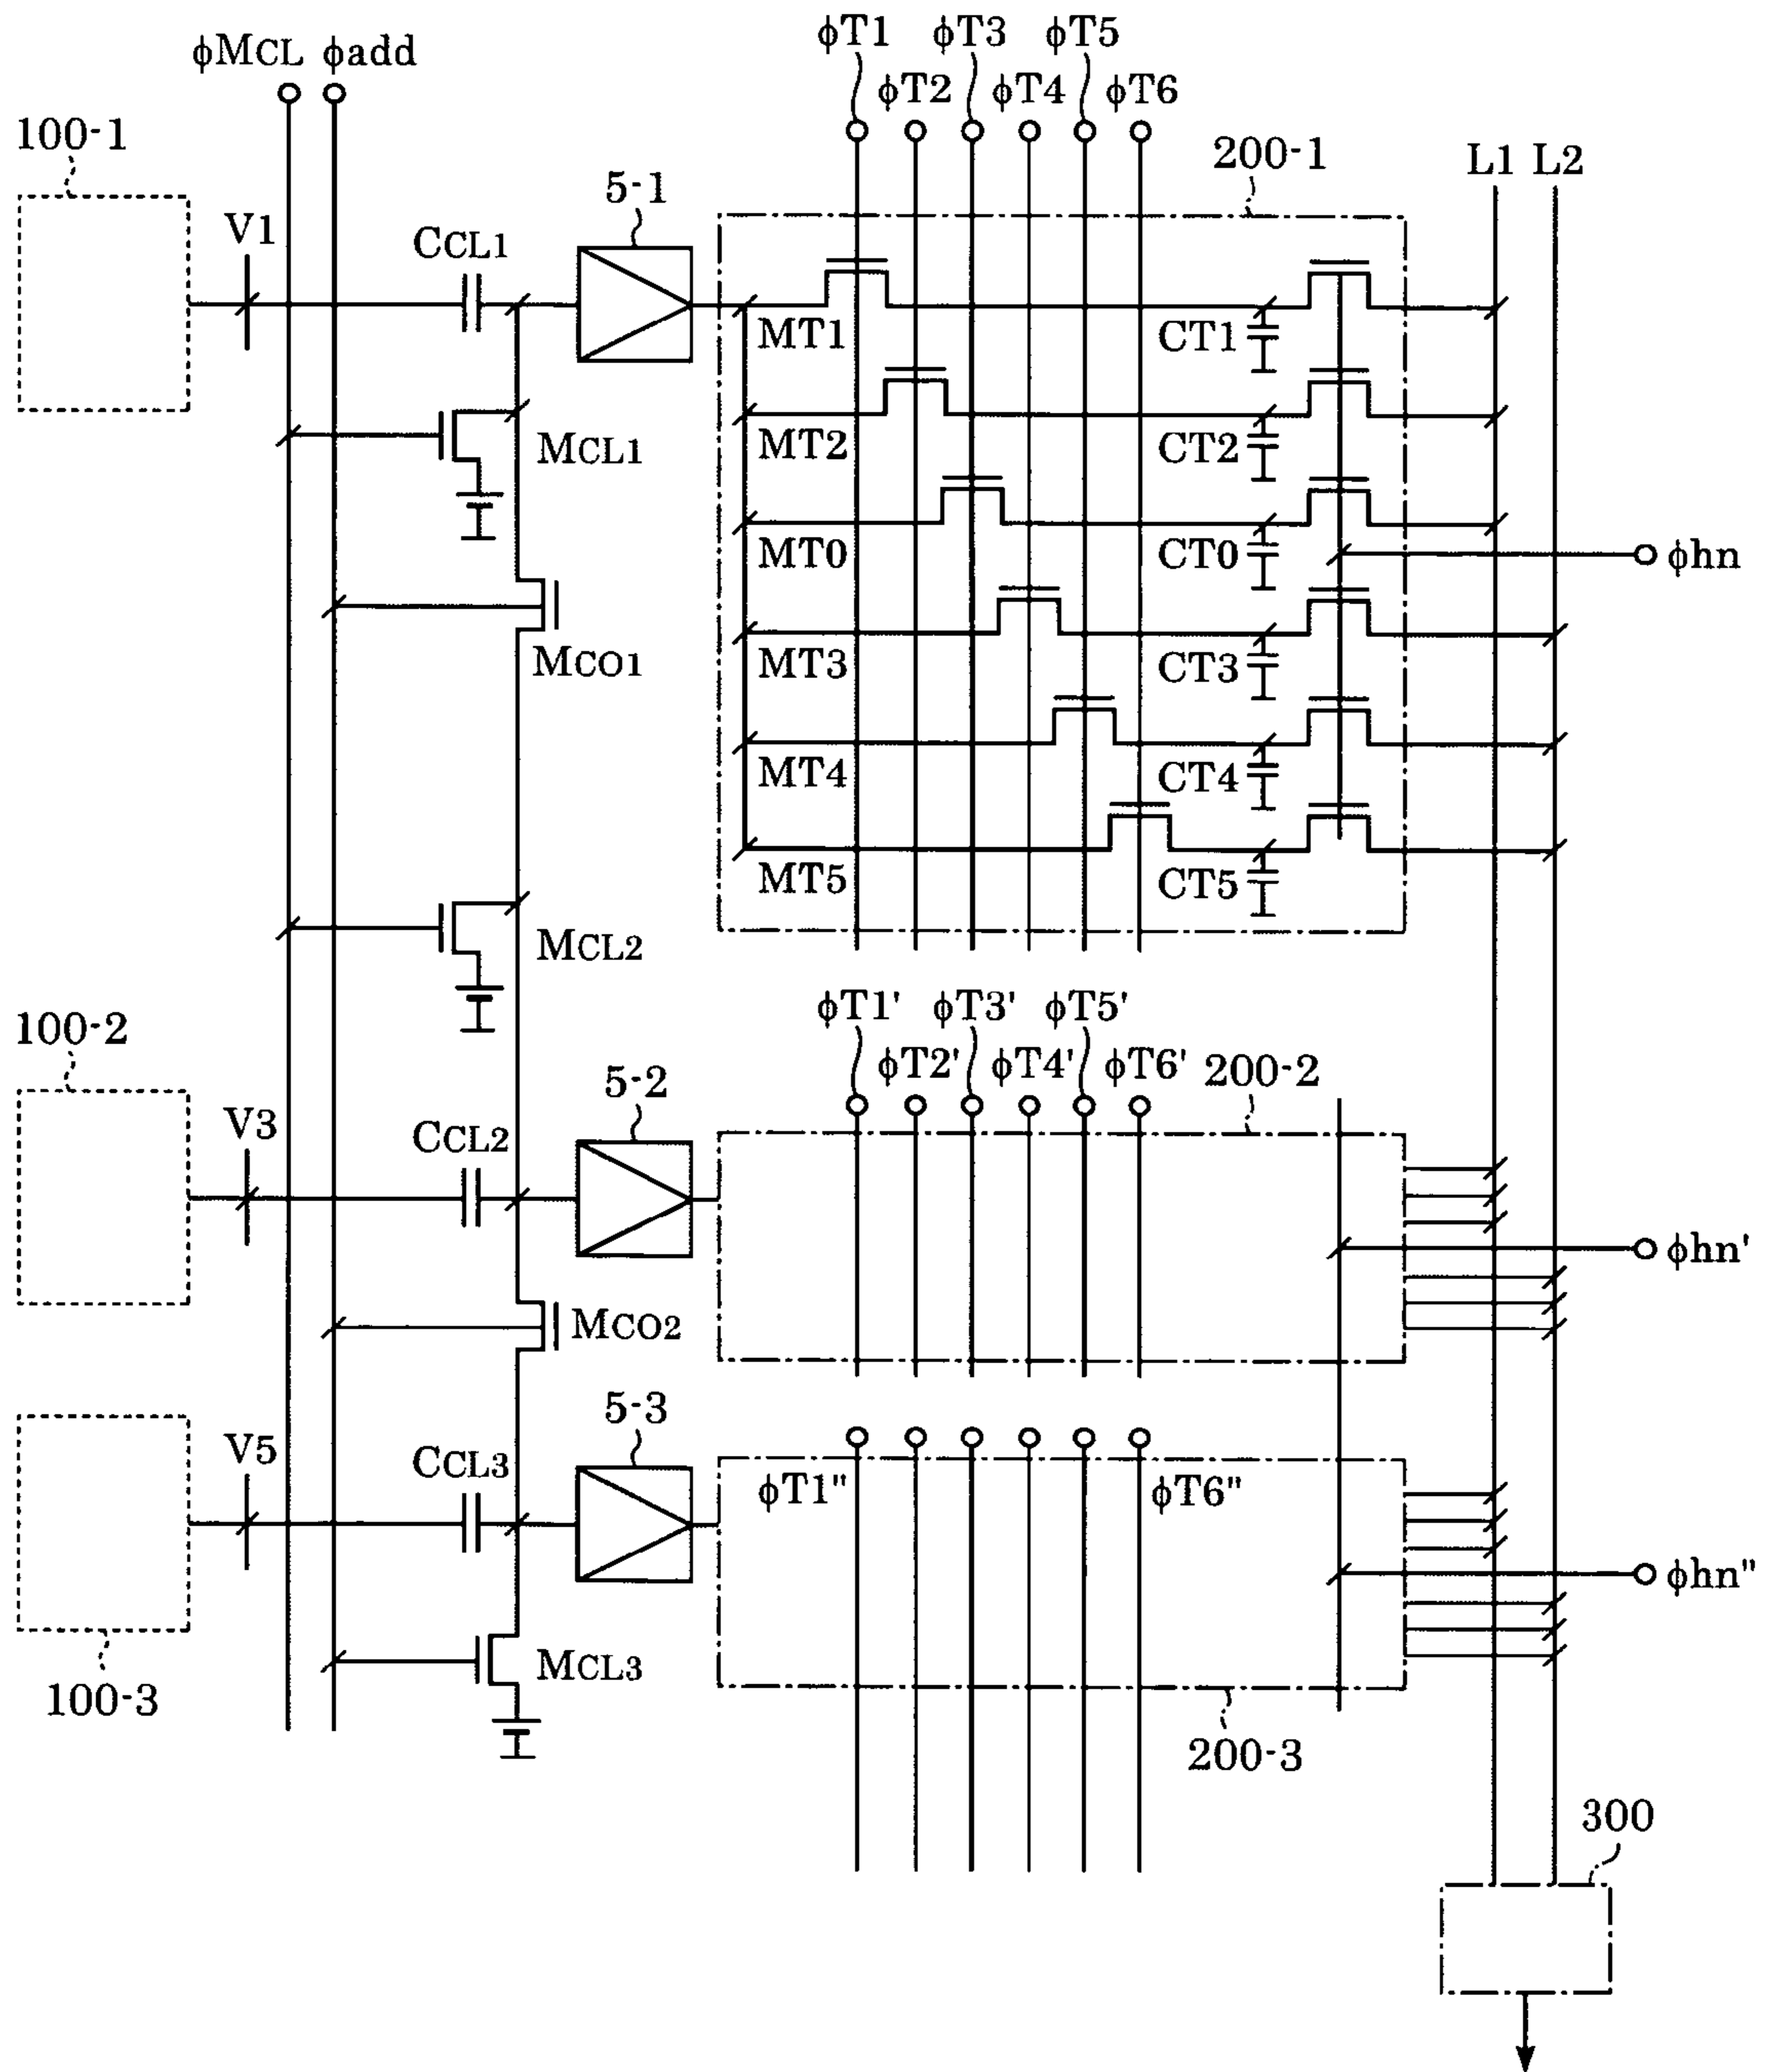 ϕT1 ϕT3 ϕT5
ϕMCL ϕadd
ϕT2 ϕT4 ϕT6
100-1
200-1
L1 L2
5-1
V1
CCL1
MT1
CT1
MCL1
MT2
CT2
MT0
CT0
ϕhn
MCO1
MT3
CT3
MT4
CT4
MT5
CT5
MCL2
ϕT1' ϕT3' ϕT5'
100-2
ϕT2' ϕT4' ϕT6'
200-2
5-2
V3
CCL2
ϕhn'
MCO2
5-3
V5
CCL3
ϕT1"
ϕT6"
ϕhn"
MCL3
100-3
200-3
300